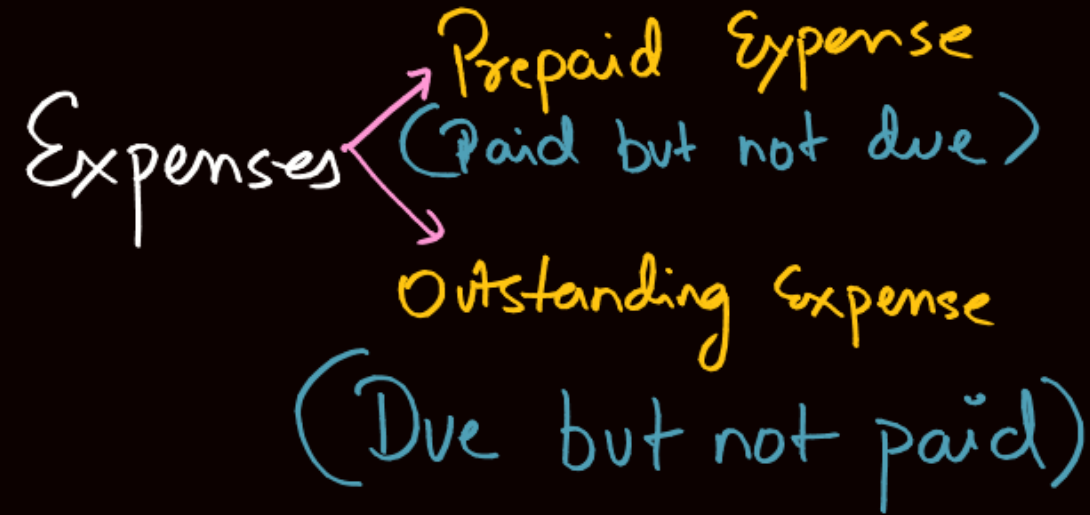 Expenses
Prepaid Expense
(Paid but not due)
Outstanding Expense
(Due but not paid)